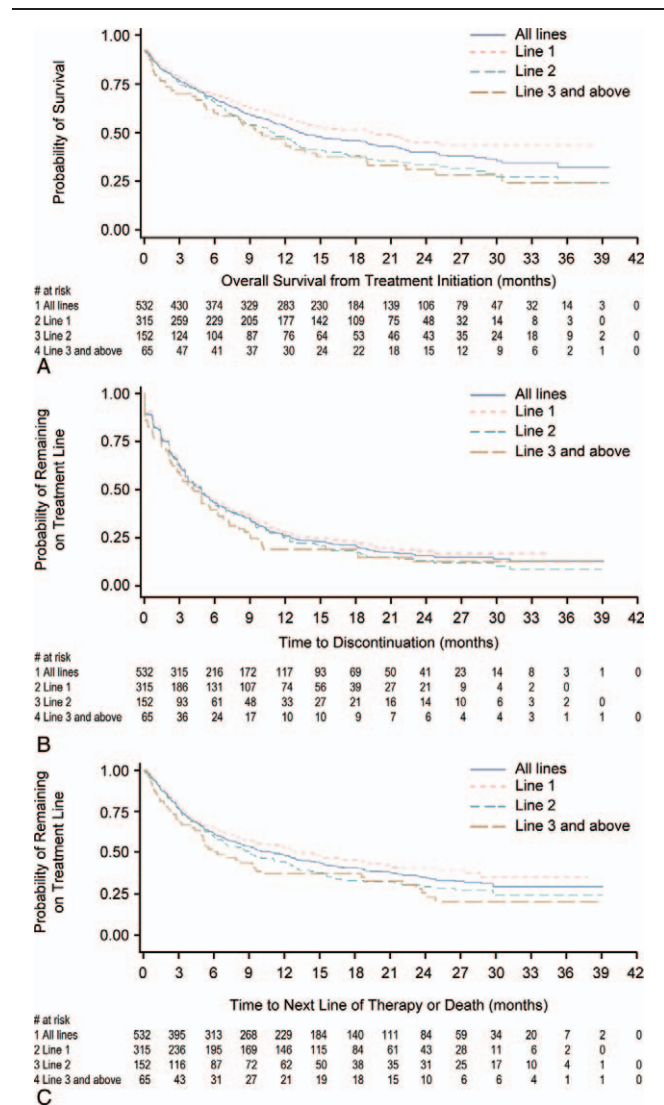 1.00
0.75
0.50
0.25
0.00
Probability of Survival
All lines
Line 1
Line 2
Line 3 and above
0 3 6 9 12 15 18 21 24 27 30 33 36 39 42
Overall Survival from Treatment Initiation (months)
# at risk
1 All lines 532 430 374 329 283 230 184 139 106 79 47 32 14 3 0
2 Line 1 315 259 229 205 177 142 109 75 48 32 14 8 3 0
3 Line 2 152 124 104 87 76 64 53 46 43 35 24 18 9 2 0
4 Line 3 and above 65 47 41 37 30 24 22 18 15 12 9 6 2 1 0
A
1.00
0.75
0.50
0.25
0.00
Probability of Remaining
on Treatment Line
All lines
Line 1
Line 2
Line 3 and above
0 3 6 9 12 15 18 21 24 27 30 33 36 39 42
Time to Discontinuation (months)
# at risk
1 All lines 532 315 216 172 117 93 69 50 41 23 14 8 3 1 0
2 Line 1 315 186 131 107 74 56 39 27 21 9 4 2 0
3 Line 2 152 93 61 48 33 27 21 16 14 10 6 3 2 0
4 Line 3 and above 65 36 24 17 10 10 9 7 6 4 4 3 1 1 0
B
1.00
0.75
0.50
0.25
0.00
Probability of Remaining
on Treatment Line
All lines
Line 1
Line 2
Line 3 and above
0 3 6 9 12 15 18 21 24 27 30 33 36 39 42
Time to Next Line of Therapy or Death (months)
# at risk
1 All lines 532 395 313 268 229 184 140 111 84 59 34 20 7 2 0
2 Line 1 315 236 195 169 146 115 84 61 43 28 11 6 2 0
3 Line 2 152 116 87 72 62 50 38 35 31 25 17 10 4 1 0
4 Line 3 and above 65 43 31 27 21 19 18 15 10 6 6 4 1 1 0
C